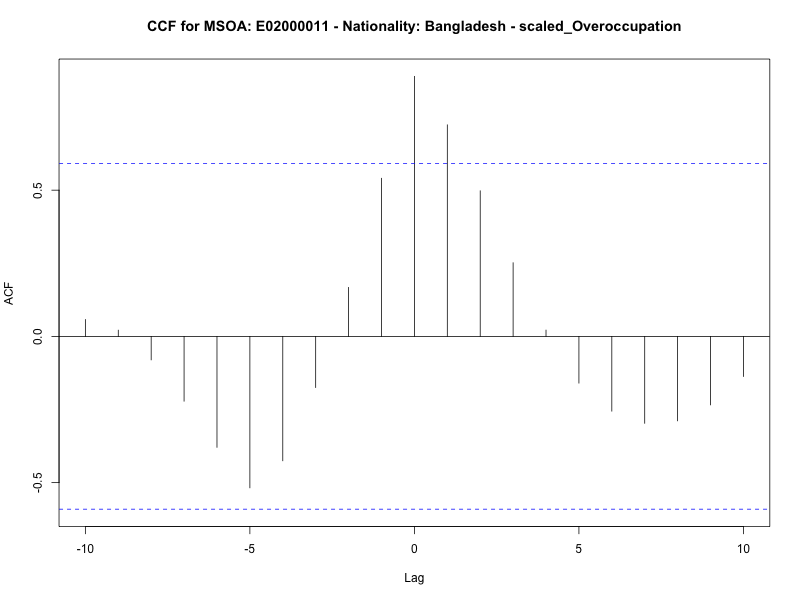 CCF for MSOA: E02000011 - Nationality: Bangladesh - scaled_Overoccupation
ACF
0.5
0.0
-0.5
-10
-5
0
5
10
Lag